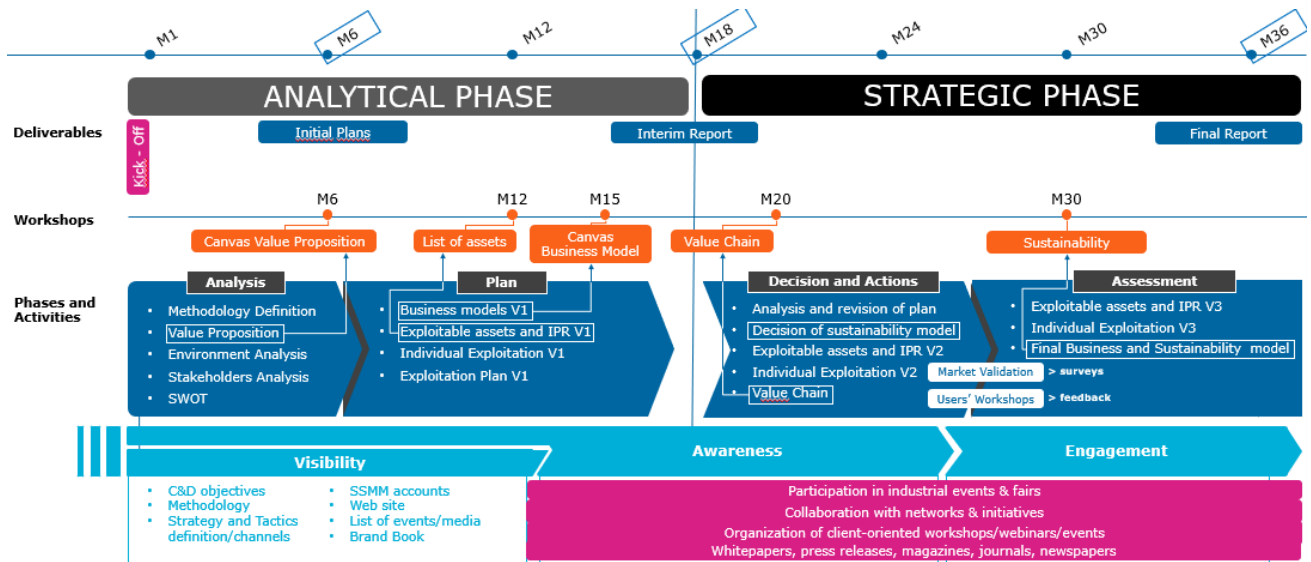 M1
M6
M12
M18
M24
M30
M36
ANALYTICAL PHASE
STRATEGIC PHASE
Deliverables
Kick - Off
Initial Plans
Interim Report
Final Report
Workshops
M6
M12
M15
M20
M30
Canvas Value Proposition
List of assets
Canvas
Business Model
Value Chain
Sustainability
Phases and
Activities
Analysis
• Methodology Definition
• Value Proposition
• Environment Analysis
• Stakeholders Analysis
• SWOT
Plan
• Business models V1
• Exploitable assets and IPR V1
• Individual Exploitation V1
• Exploitation Plan V1
Decision and Actions
• Analysis and revision of plan
• Decision of sustainability model
• Exploitable assets and IPR V2
• Individual Exploitation V2
• Value Chain
Assessment
• Exploitable assets and IPR V3
• Individual Exploitation V3
• Final Business and Sustainability model
Market Validation > surveys
Users' Workshops > feedback
Visibility
Awareness
Engagement
• C&D objectives
• Methodology
• Strategy and Tactics
definition/channels
• SSMM accounts
• Web site
• List of events/media
• Brand Book
Participation in industrial events & fairs
Collaboration with networks & initiatives
Organization of client-oriented workshops/webinars/events
Whitepapers, press releases, magazines, journals, newspapers